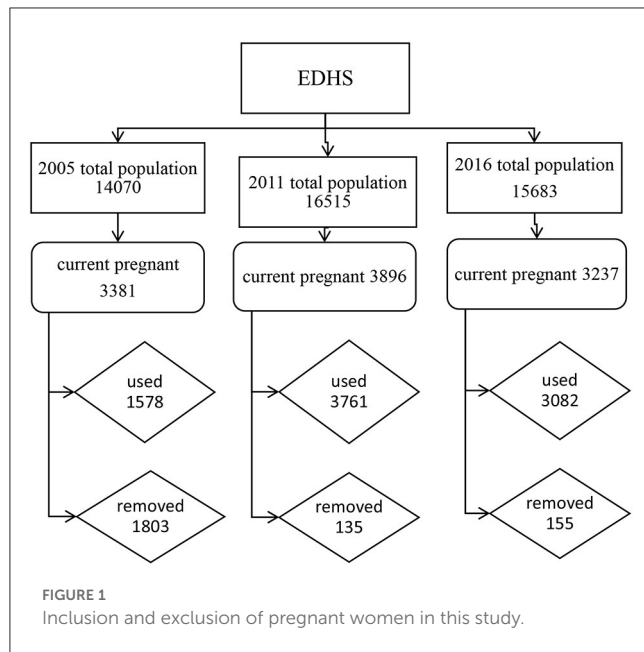 EDHS
2005 total population
14070
2011 total population
16515
2016 total population
15683
current pregnant
3381
current pregnant 3896
current pregnant 3237
used
1578
used
3761
used
3082
removed
1803
removed
135
removed
155
FIGURE 1
Inclusion and exclusion of pregnant women in this study.